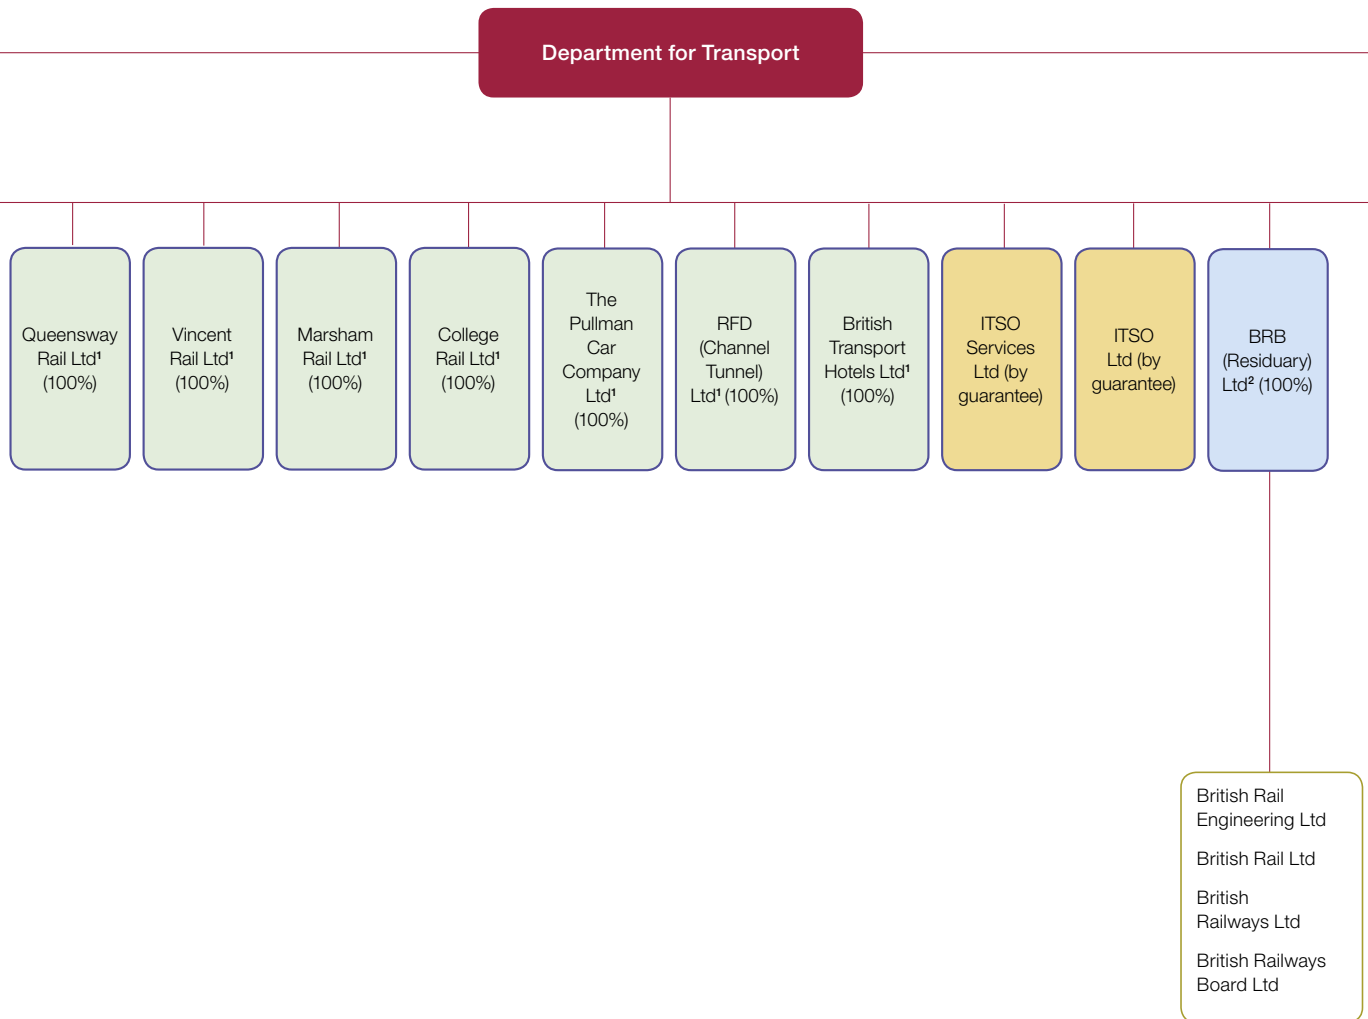 Department for Transport
Queensway
Rail Ltd¹
(100%)
Vincent
Rail Ltd¹
(100%)
Marsham
Rail Ltd¹
(100%)
College
Rail Ltd¹
(100%)
The
Pullman
Car
Company
Ltd¹
(100%)
RFD
(Channel
Tunnel)
Ltd¹ (100%)
British
Transport
Hotels Ltd¹
(100%)
ITSO
Services
Ltd (by
guarantee)
ITSO
Ltd (by
guarantee)
BRB
(Residuary)
Ltd² (100%)
British Rail
Engineering Ltd
British Rail Ltd
British
Railways Ltd
British Railways
Board Ltd